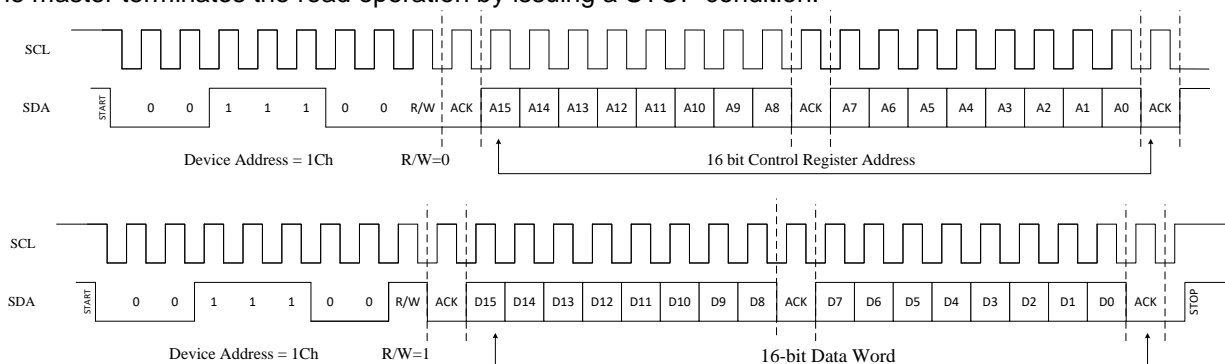 is master terminates the read operation by issuing a STOP condition.
SCL
SDA START 0 0 1 1 1 0 0 R/W ACK A15 A14 A13 A12 A11 A10 A9 A8 ACK A7 A6 A5 A4 A3 A2 A1 A0 ACK
Device Address = 1Ch R/W=0 16 bit Control Register Address
SCL
SDA START 0 0 1 1 1 0 0 R/W ACK D15 D14 D13 D12 D11 D10 D9 D8 ACK D7 D6 D5 D4 D3 D2 D1 D0 ACK STOP
Device Address = 1Ch R/W=1 16-bit Data Word